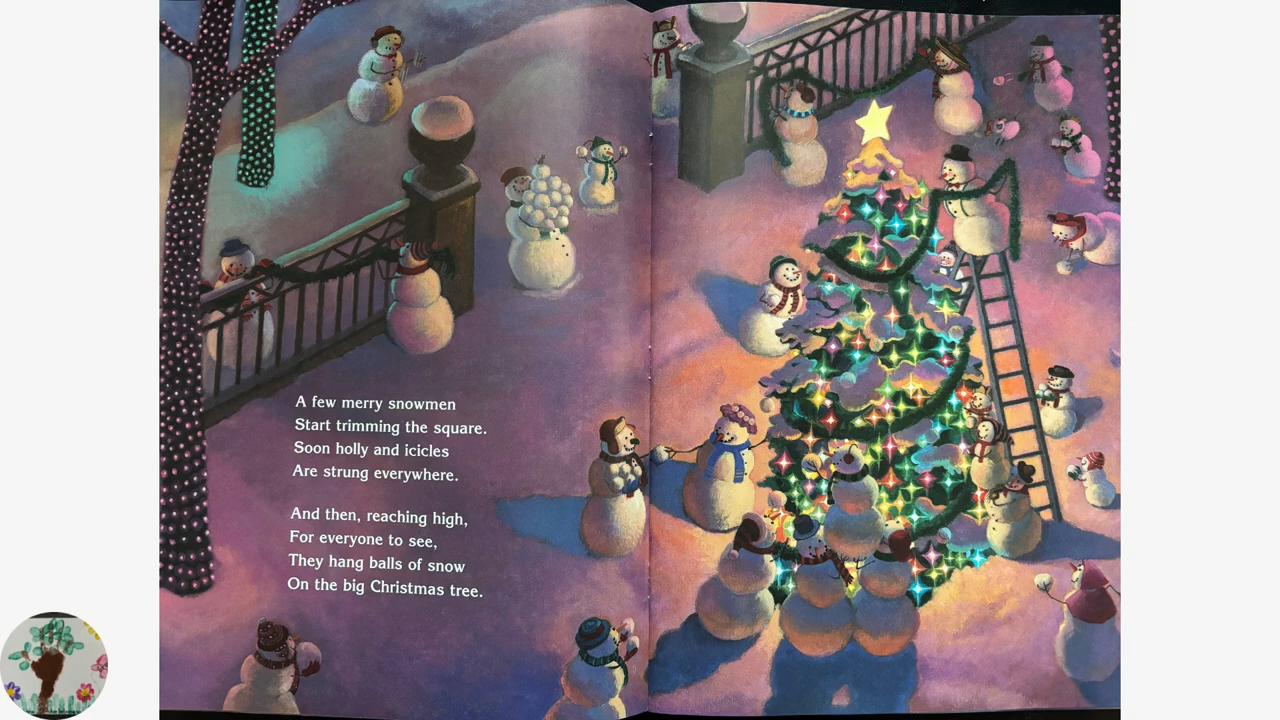 A few merry snowmen
Start trimming the square.
Soon holly and icicles
Are strung everywhere.
And then, reaching high,
For everyone to see,
They hang balls of snow
On the big Christmas tree.